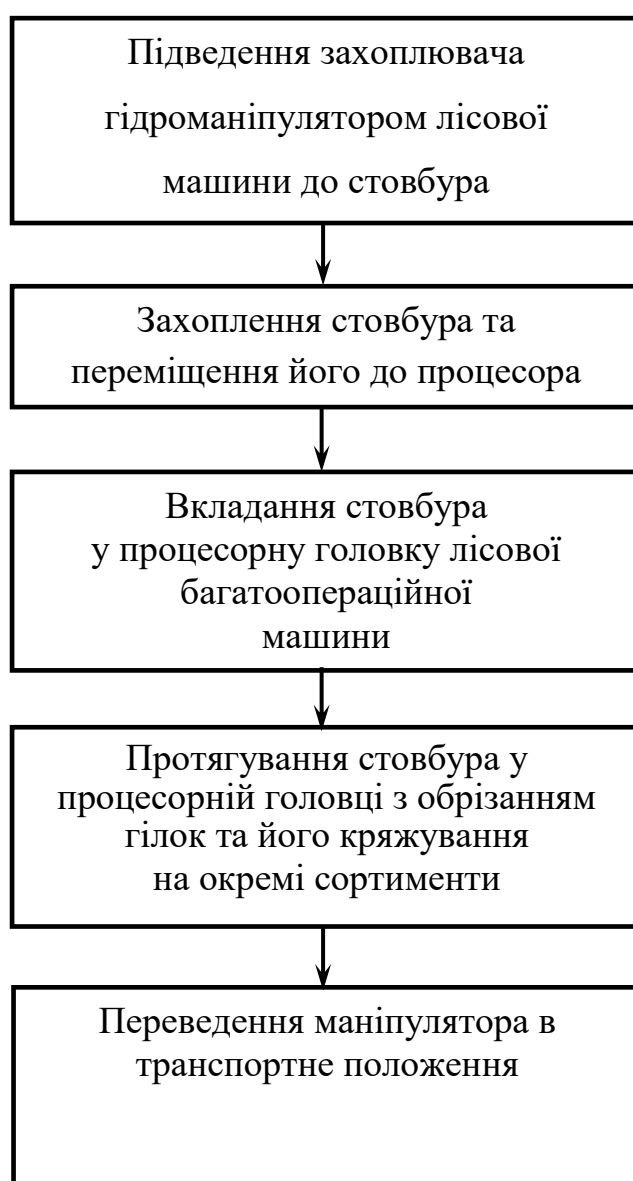 Підведення захоплювача
гідроманіпулятором лісової
машини до стовбура
Захоплення стовбура та
переміщення його до процесора
Вкладання стовбура
у процесорну головку лісової
багатоопераційної
машини
Протягування стовбура у
процесорній головці з обрізанням
гілок та його кряжування
на окремі сортименти
Переведення маніпулятора в
транспортне положення